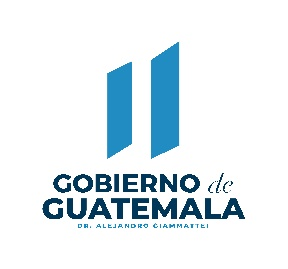 GOBIERNO de
GUATEMALA
DR. ALEJANDRO GIAMMATTEI